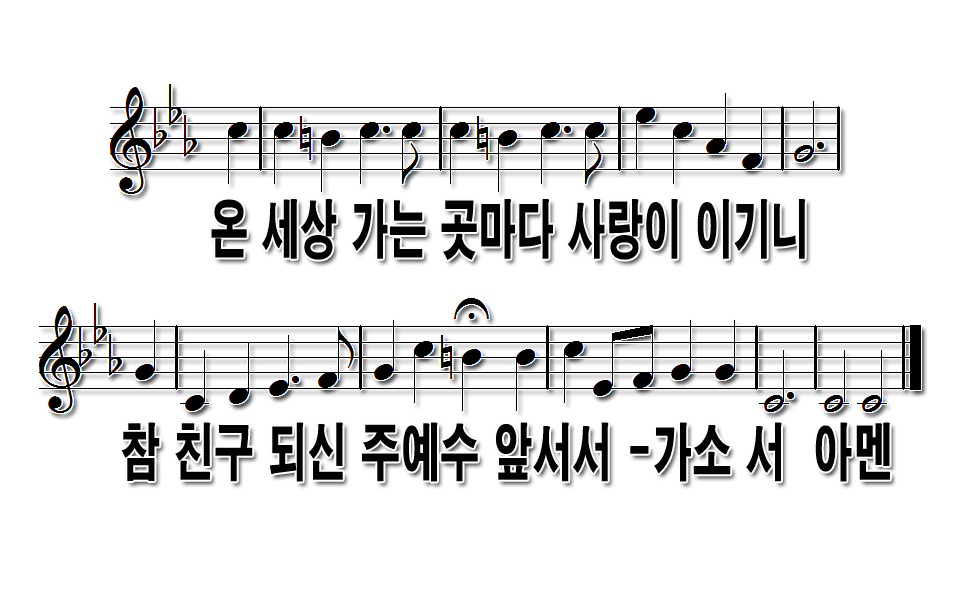 온 세상 가는 곳마다 사랑이 이기니
참 친구 되신 주예수 앞서서 -가소 서 아멘